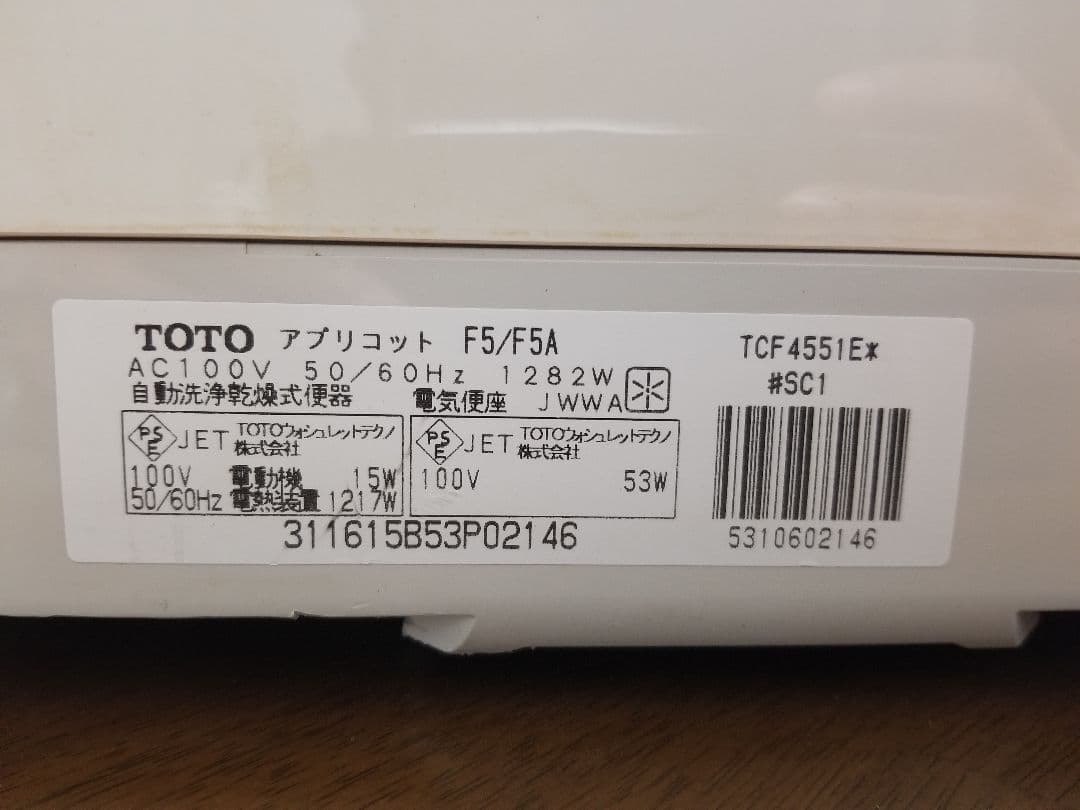 TOTO アプリコット F5/F5A
AC100V 50/60Hz 1282W
自動洗浄乾燥式便器 電気便座 JWWA
PSE JET TOTOウォシュレットテクノ
株式会社
100V 電動機 15W
50/60Hz 電熱装置 1217W
PSE JET TOTOウォシュレットテクノ
株式会社
100V 53W
311615B53P02146
TCF4551E*
#SC1
5310602146